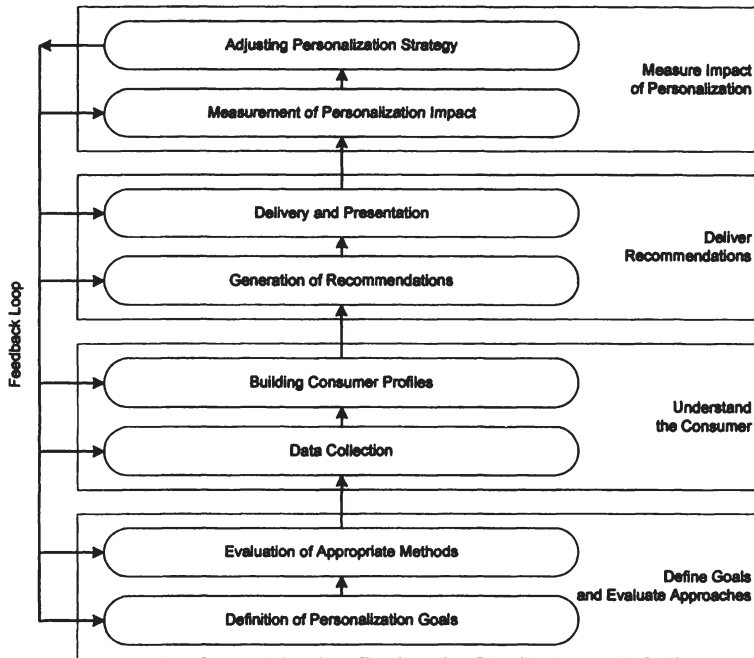 Adjusting Personalization Strategy
Measure Impact
of Personalization
Measurement of Personalization Impact
Delivery and Presentation
Deliver
Recommendations
Generation of Recommendations
Feedback Loop
Building Consumer Profiles
Understand
the Consumer
Data Collection
Evaluation of Appropriate Methods
Define Goals
and Evaluate Approaches
Definition of Personalization Goals